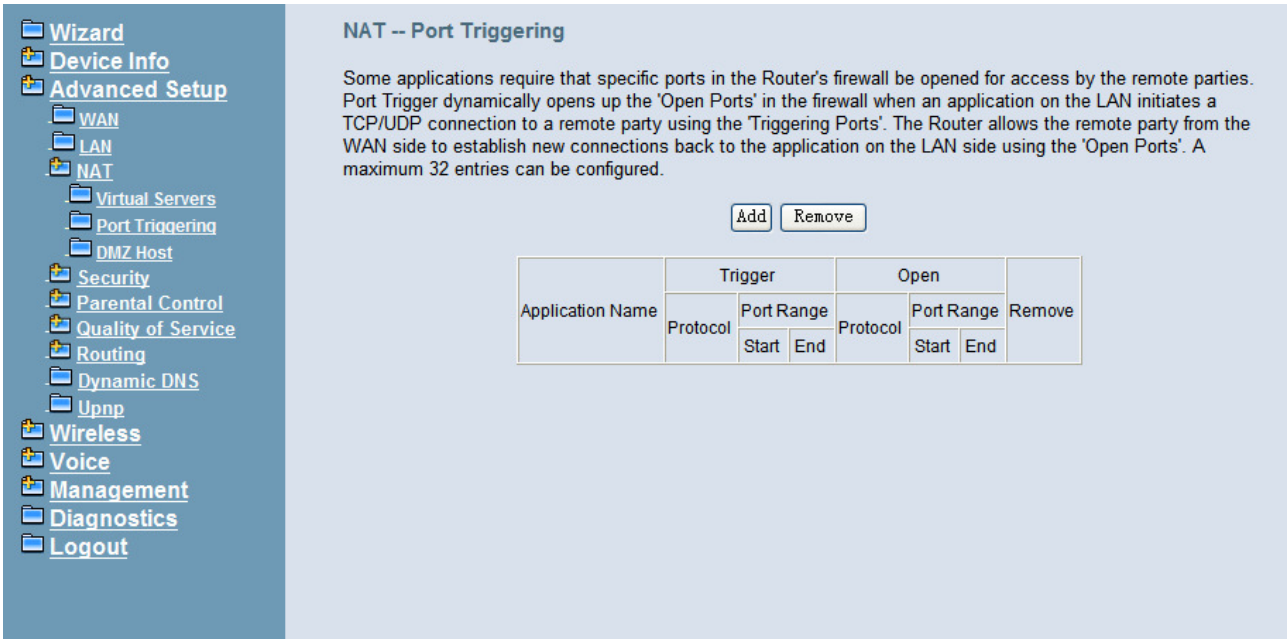 Wizard
Device Info
Advanced Setup
WAN
LAN
NAT
Virtual Servers
Port Triggering
DMZ Host
Security
Parental Control
Quality of Service
Routing
Dynamic DNS
Upnp
Wireless
Voice
Management
Diagnostics
Logout
NAT -- Port Triggering
Some applications require that specific ports in the Router's firewall be opened for access by the remote parties.
Port Trigger dynamically opens up the 'Open Ports' in the firewall when an application on the LAN initiates a
TCP/UDP connection to a remote party using the 'Triggering Ports'. The Router allows the remote party from the
WAN side to establish new connections back to the application on the LAN side using the 'Open Ports'. A
maximum 32 entries can be configured.
Add Remove
Trigger Open
Application Name Protocol Port Range Protocol Port Range Remove
Start End Start End